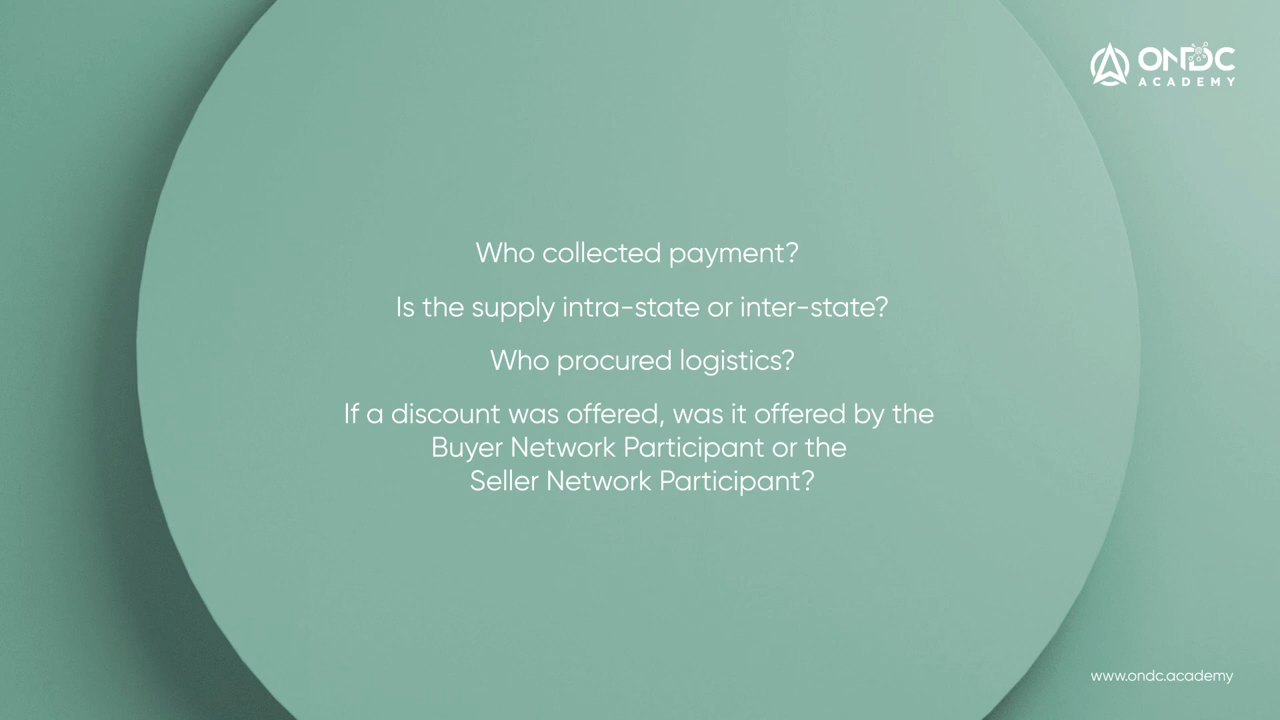 ONDC
ACADEMY
Who collected payment?
Is the supply intra-state or inter-state?
Who procured logistics?
If a discount was offered, was it offered by the
Buyer Network Participant or the
Seller Network Participant?
www.ondc.academy